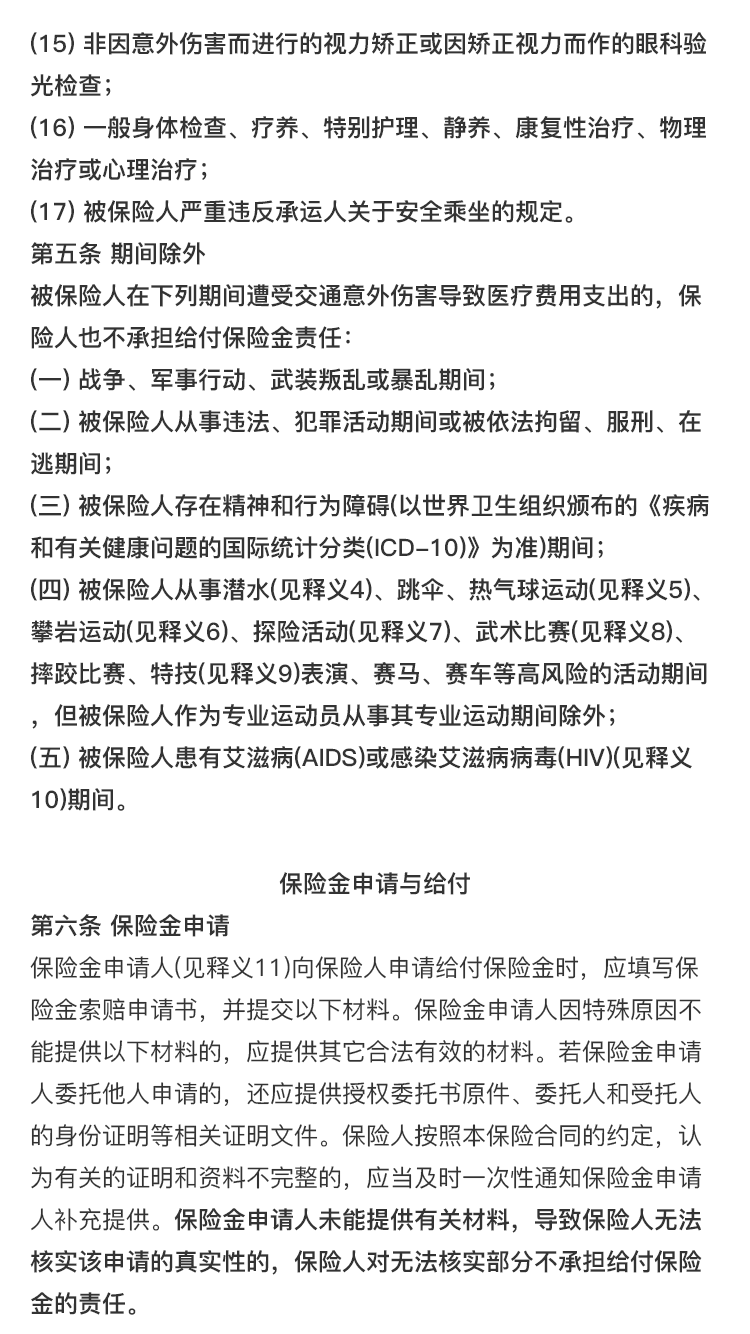 (15) 非因意外伤害而进行的视力矫正或因矫正视力而作的眼科验
光检查；
(16) 一般身体检查、疗养、特别护理、静养、康复性治疗、物理
治疗或心理治疗；
(17) 被保险人严重违反承运人关于安全乘坐的规定。
第五条 期间除外
被保险人在下列期间遭受交通意外伤害导致医疗费用支出的，保
险人也不承担给付保险金责任：
(一) 战争、军事行动、武装叛乱或暴乱期间；
(二) 被保险人从事违法、犯罪活动期间或被依法拘留、服刑、在
逃期间；
(三) 被保险人存在精神和行为障碍(以世界卫生组织颁布的《疾病
和有关健康问题的国际统计分类(ICD–10)》为准)期间；
(四) 被保险人从事潜水(见释义4)、跳伞、热气球运动(见释义5)、
攀岩运动(见释义6)、探险活动(见释义7)、武术比赛(见释义8)、
摔跤比赛、特技(见释义9)表演、赛马、赛车等高风险的活动期间
，但被保险人作为专业运动员从事其专业运动期间除外；
(五) 被保险人患有艾滋病(AIDS)或感染艾滋病病毒(HIV)(见释义
10)期间。
保险金申请与给付
第六条 保险金申请
保险金申请人(见释义11)向保险人申请给付保险金时，应填写保
险金索赔申请书，并提交以下材料。保险金申请人因特殊原因不
能提供以下材料的，应提供其它合法有效的材料。若保险金申请
人委托他人申请的，还应提供授权委托书原件、委托人和受托人
的身份证明等相关证明文件。保险人按照本保险合同的约定，认
为有关的证明和资料不完整的，应当及时一次性通知保险金申请
人补充提供。保险金申请人未能提供有关材料，导致保险人无法
核实该申请的真实性的，保险人对无法核实部分不承担给付保险
金的责任。